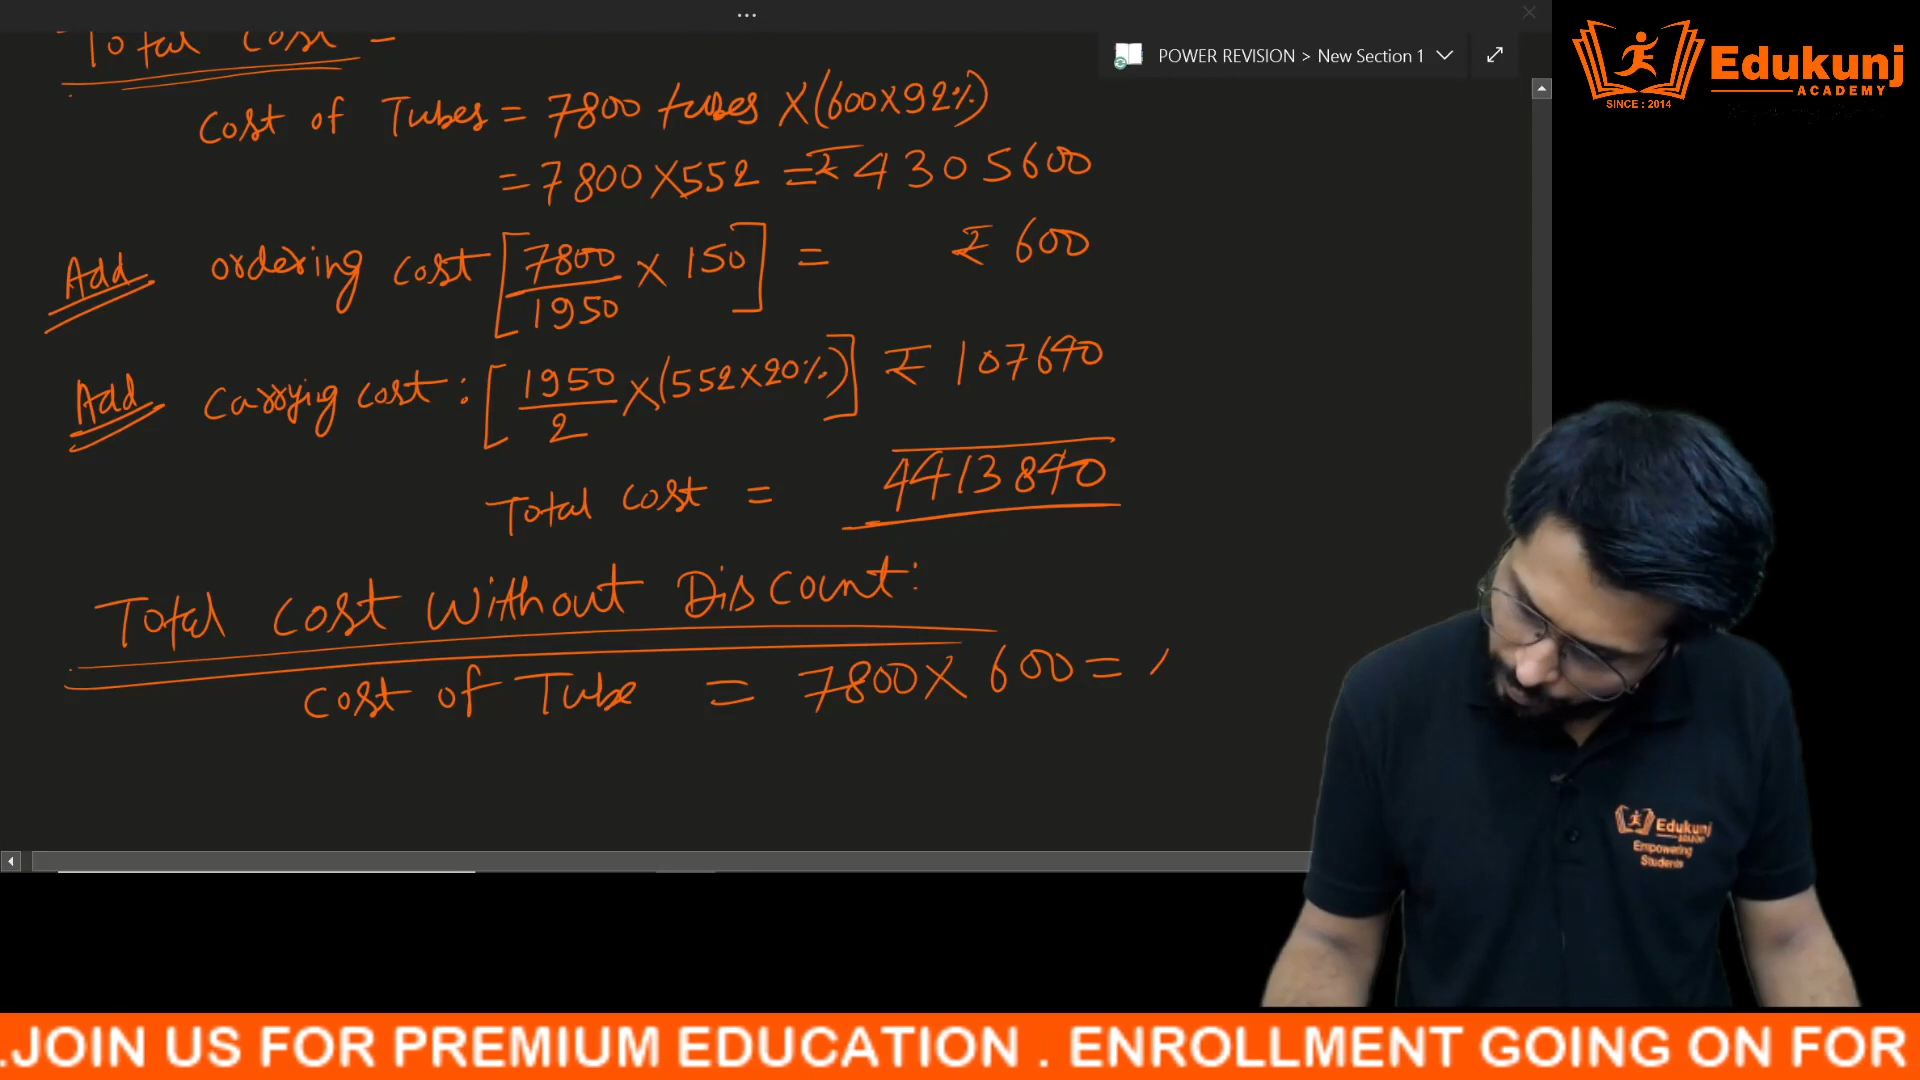 ...
POWER REVISION > New Section 1
Edukunj
ACADEMY
SINCE : 2014
Total Cost =
Cost of Tubes = 7800 tubes X (600X92%)
= 7800 X 552 = ₹ 4305600
Add ordering cost [7800/1950 X 150] = ₹ 600
Add Carrying cost : [1950/2 X (552X20%)] ₹ 107640
Total cost = 4413840
Total Cost Without Discount:
Cost of Tube = 7800 X 600 =
Edukunj
Empowering
Students
.JOIN US FOR PREMIUM EDUCATION . ENROLLMENT GOING ON FOR